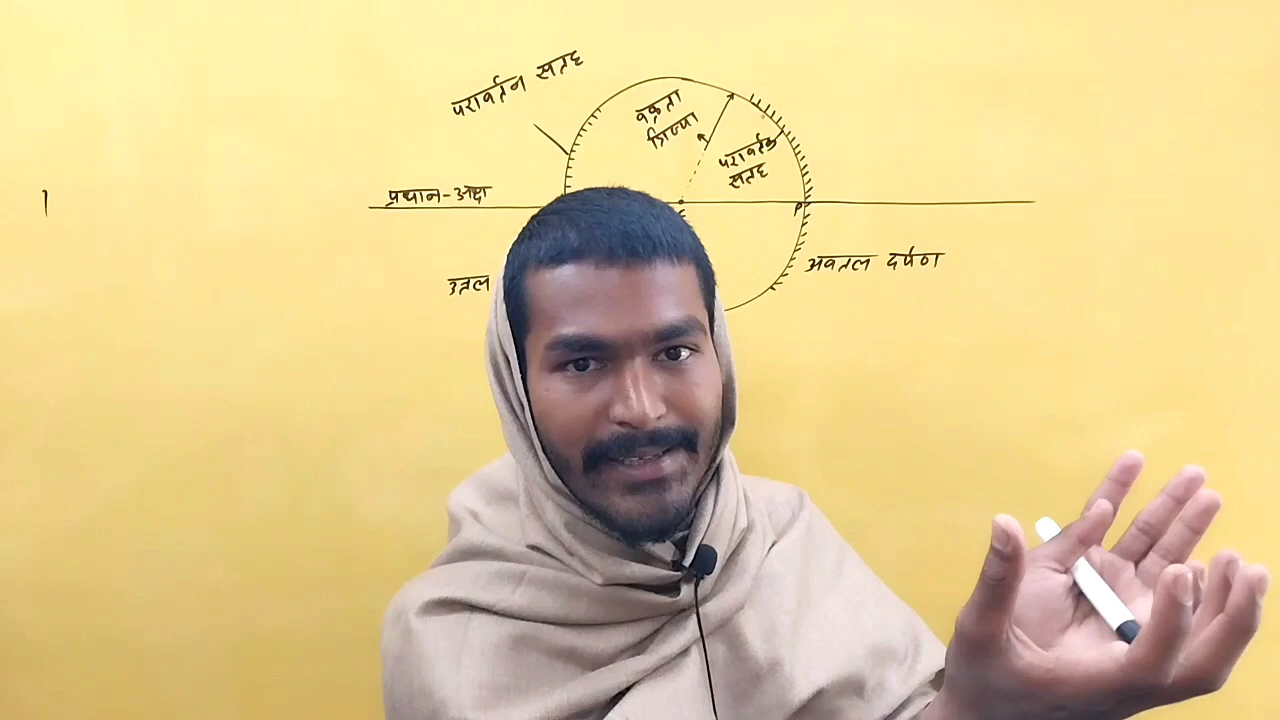 परावर्तन सतह
वक्रता
त्रिज्या
परावर्तक
सतह
प्रधान-अक्ष
P
अवतल दर्पण
उत्तल